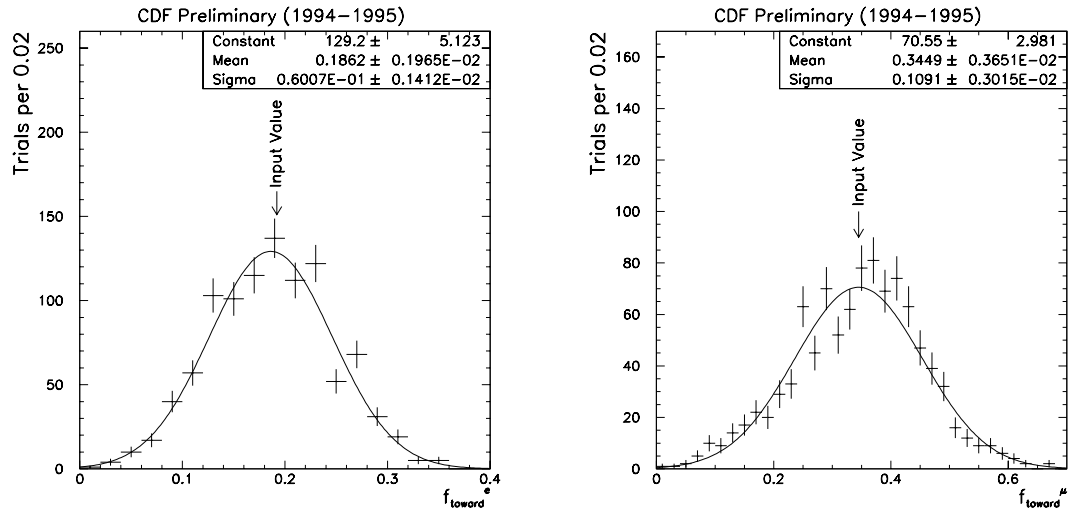 CDF Preliminary (1994-1995)
Constant 129.2 ± 5.123
Mean 0.1862 ± 0.1965E-02
Sigma 0.6007E-01 ± 0.1412E-02
Trials per 0.02
250
200
150
100
50
0
Input Value
0 0.1 0.2 0.3 0.4
f_toward^e
CDF Preliminary (1994-1995)
Constant 70.55 ± 2.981
Mean 0.3449 ± 0.3651E-02
Sigma 0.1091 ± 0.3015E-02
Trials per 0.02
160
140
120
100
80
60
40
20
0
Input Value
0 0.2 0.4 0.6
f_toward^μ